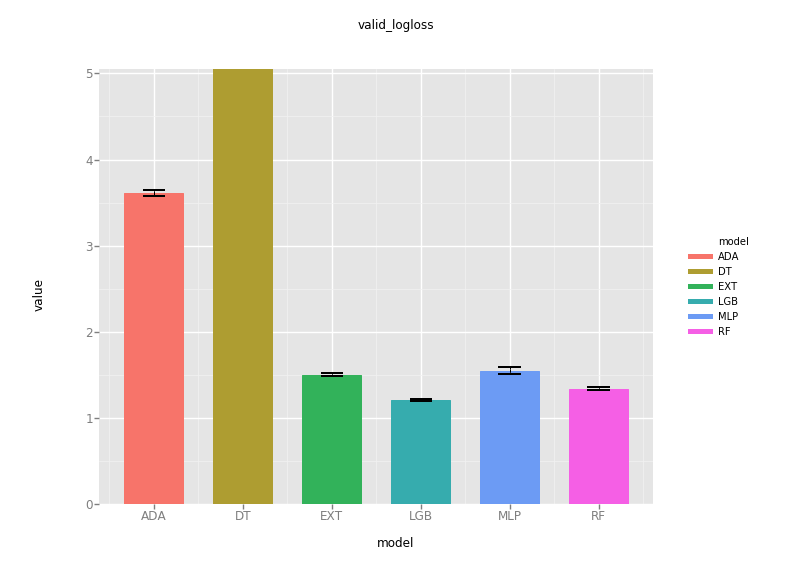 valid_logloss
5
4
3
2
1
0
value
ADA DT EXT LGB MLP RF
model
model
ADA
DT
EXT
LGB
MLP
RF